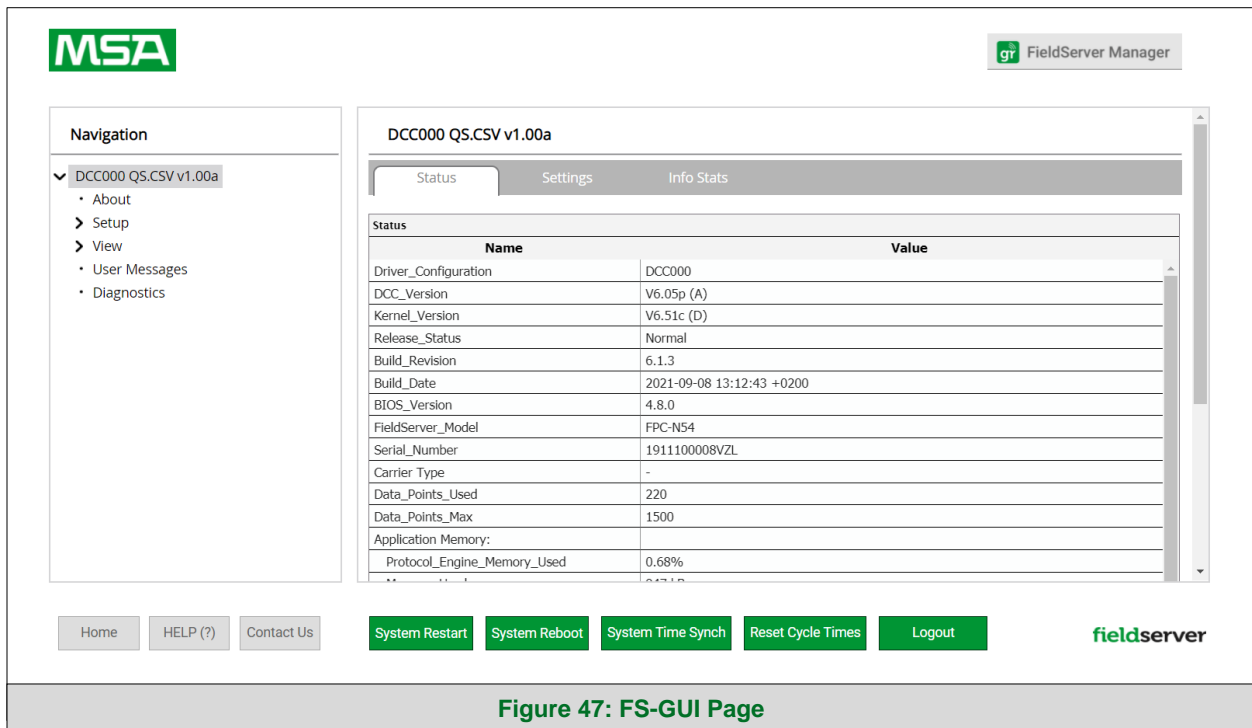 MSA
gr FieldServer Manager
Navigation
DCC000 QS.CSV v1.00a
About
Setup
View
User Messages
Diagnostics
DCC000 QS.CSV v1.00a
Status Settings Info Stats
Status
Name Value
Driver_Configuration DCC000
DCC_Version V6.05p (A)
Kernel_Version V6.51c (D)
Release_Status Normal
Build_Revision 6.1.3
Build_Date 2021-09-08 13:12:43 +0200
BIOS_Version 4.8.0
FieldServer_Model FPC-N54
Serial_Number 1911100008VZL
Carrier Type -
Data_Points_Used 220
Data_Points_Max 1500
Application Memory:
Protocol_Engine_Memory_Used 0.68%
Home HELP (?) Contact Us System Restart System Reboot System Time Synch Reset Cycle Times Logout fieldserver
Figure 47: FS-GUI Page